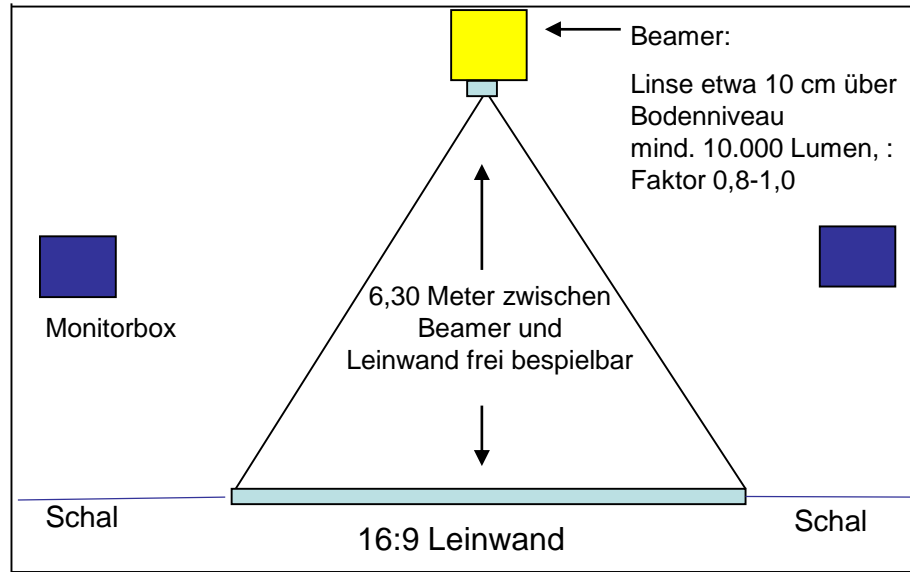 Beamer:
Linse etwa 10 cm über
Bodenniveau
mind. 10.000 Lumen, :
Faktor 0,8-1,0
6,30 Meter zwischen
Beamer und
Leinwand frei bespielbar
Monitorbox
Schal
Schal
16:9 Leinwand